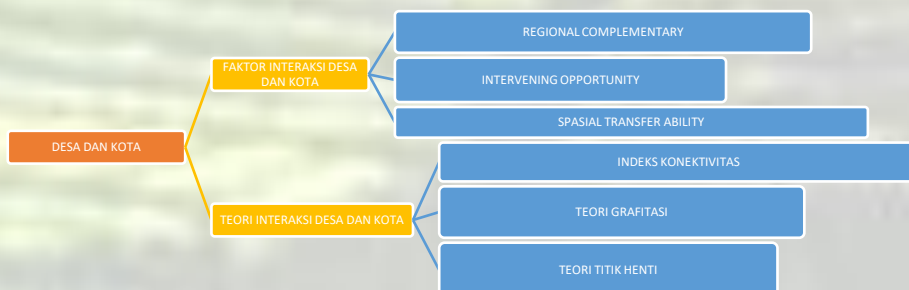 DESA DAN KOTA
FAKTOR INTERAKSI DESA
DAN KOTA
REGIONAL COMPLEMENTARY
INTERVENING OPPORTUNITY
SPASIAL TRANSFER ABILITY
TEORI INTERAKSI DESA DAN KOTA
INDEKS KONEKTIVITAS
TEORI GRAFITASI
TEORI TITIK HENTI